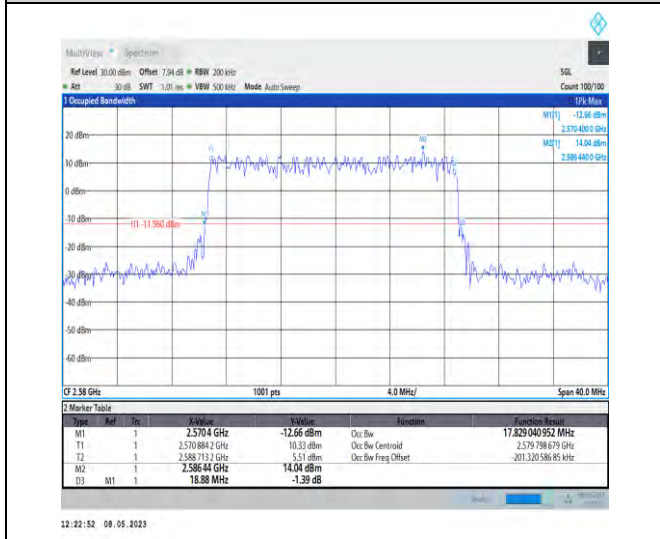 MultiView Spectrum
Ref Level 30.00 dBm Offset 7.94 dB RBW 200 kHz SGL
Att 30 dB SWT 1.01 ms VBW 500 kHz Mode Auto Sweep Count 100/100
1 Occupied Bandwidth 1Pk Max
M1[1] -12.66 dBm
2.5704000 GHz
M2[1] 14.04 dBm
2.5864400 GHz
20 dBm
10 dBm
0 dBm
-10 dBm
H1 -11.960 dBm
-20 dBm
-30 dBm
-40 dBm
-50 dBm
-60 dBm
CF 2.58 GHz 1001 pts 4.0 MHz/ Span 40.0 MHz
2 Marker Table
Type Ref Trc X-Value Y-Value Function Function Result
M1 1 2.5704 GHz -12.66 dBm Occ Bw 17.829 040 952 MHz
T1 1 2.570 884 2 GHz 10.33 dBm Occ Bw Centroid 2.579 798 679 GHz
T2 1 2.588 713 2 GHz 5.51 dBm Occ Bw Freq Offset -201.320 586 85 kHz
M2 1 2.58644 GHz 14.04 dBm
D3 M1 1 18.88 MHz -1.39 dB
12:22:52 08.05.2023